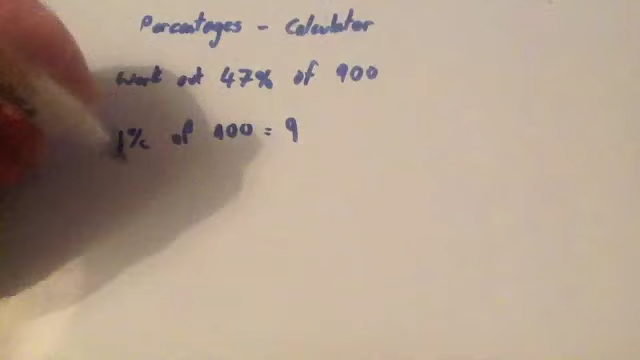 Percentages - Calculator
Work out 47% of 900
1% of 900 = 9